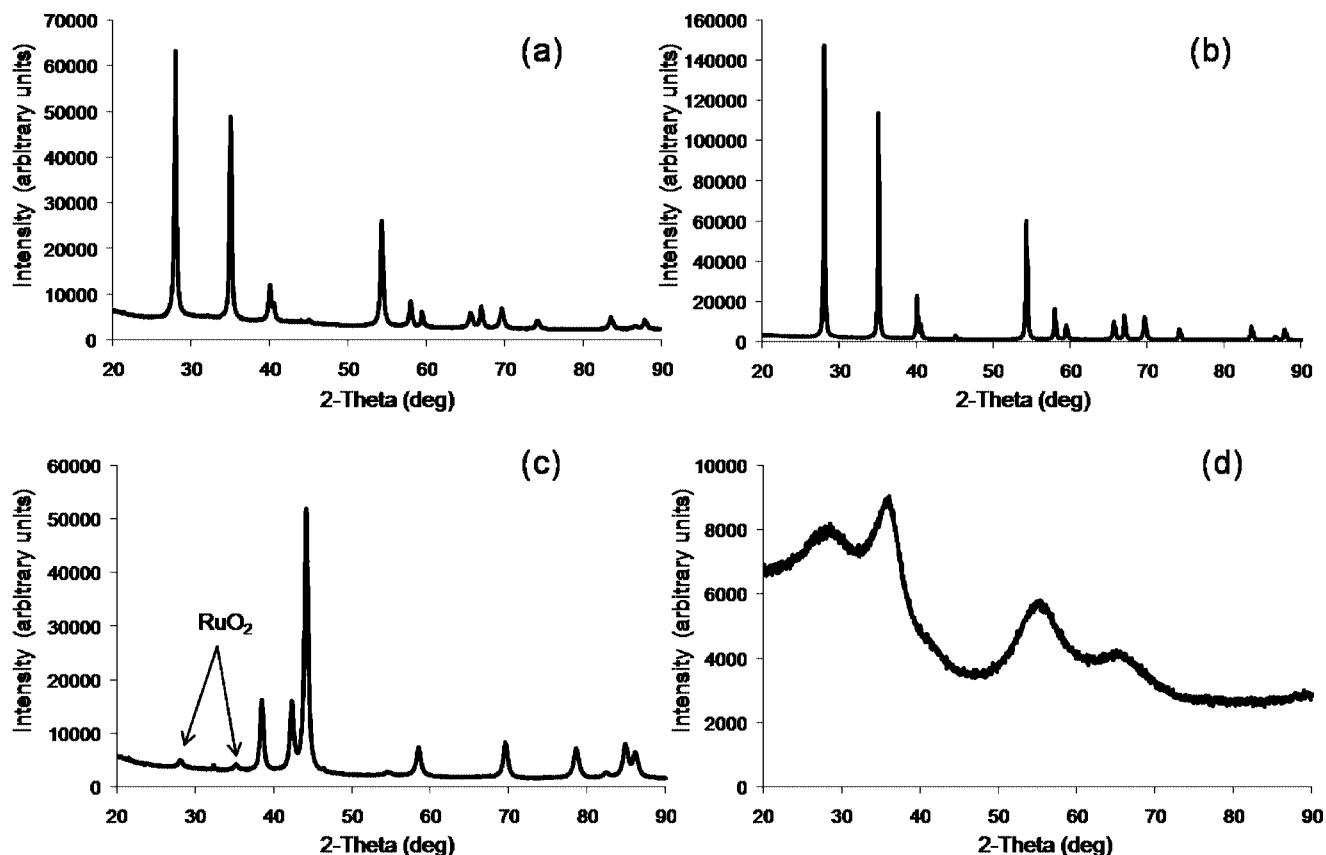 (a)
Intensity (arbitrary units)
70000
60000
50000
40000
30000
20000
10000
0
20 30 40 50 60 70 80 90
2-Theta (deg)
(b)
Intensity (arbitrary units)
160000
140000
120000
100000
80000
60000
40000
20000
0
20 30 40 50 60 70 80 90
2-Theta (deg)
(c)
Intensity (arbitrary units)
60000
50000
40000
30000
20000
10000
0
RuO₂
20 30 40 50 60 70 80 90
2-Theta (deg)
(d)
Intensity (arbitrary units)
10000
8000
6000
4000
2000
0
20 30 40 50 60 70 80 90
2-Theta (deg)